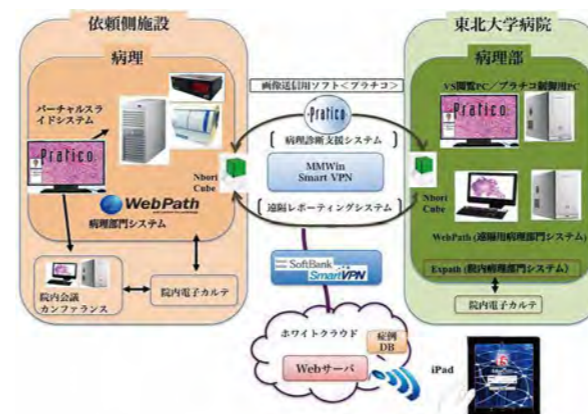 依頼側施設
病理
バーチャルスライドシステム
Pratico
WebPath
病理部門システム
院内会議
カンファランス
院内電子カルテ
Nbori
Cube
画像送信用ソフト<プラチコ>
Pratico
病理診断支援システム
MMWin
Smart VPN
遠隔レポーティングシステム
SoftBank
SmartVPN
ホワイトクラウド
症例
DB
Webサーバ
iPad
東北大学病院
病理部
VS閲覧PC/プラチコ制御用PC
Pratico
Nbori
Cube
WebPath (遠隔用病理部門システム)
Expath (院内病理部門システム)
院内電子カルテ